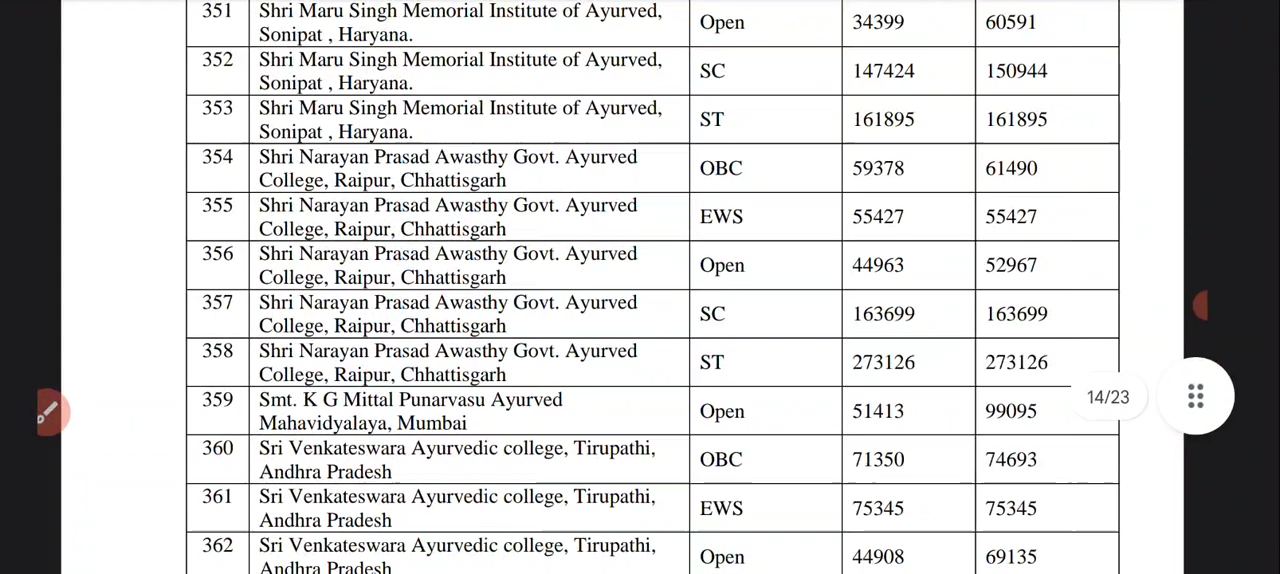 351 Shri Maru Singh Memorial Institute of Ayurved, Open 34399 60591
Sonipat , Haryana.
352 Shri Maru Singh Memorial Institute of Ayurved, SC 147424 150944
Sonipat , Haryana.
353 Shri Maru Singh Memorial Institute of Ayurved, ST 161895 161895
Sonipat , Haryana.
354 Shri Narayan Prasad Awasthy Govt. Ayurved OBC 59378 61490
College, Raipur, Chhattisgarh
355 Shri Narayan Prasad Awasthy Govt. Ayurved EWS 55427 55427
College, Raipur, Chhattisgarh
356 Shri Narayan Prasad Awasthy Govt. Ayurved Open 44963 52967
College, Raipur, Chhattisgarh
357 Shri Narayan Prasad Awasthy Govt. Ayurved SC 163699 163699
College, Raipur, Chhattisgarh
358 Shri Narayan Prasad Awasthy Govt. Ayurved ST 273126 273126
College, Raipur, Chhattisgarh
359 Smt. K G Mittal Punarvasu Ayurved Open 51413 99095
Mahavidyalaya, Mumbai
14/23
360 Sri Venkateswara Ayurvedic college, Tirupathi, OBC 71350 74693
Andhra Pradesh
361 Sri Venkateswara Ayurvedic college, Tirupathi, EWS 75345 75345
Andhra Pradesh
362 Sri Venkateswara Ayurvedic college, Tirupathi, Open 44908 69135
Andhra Pradesh